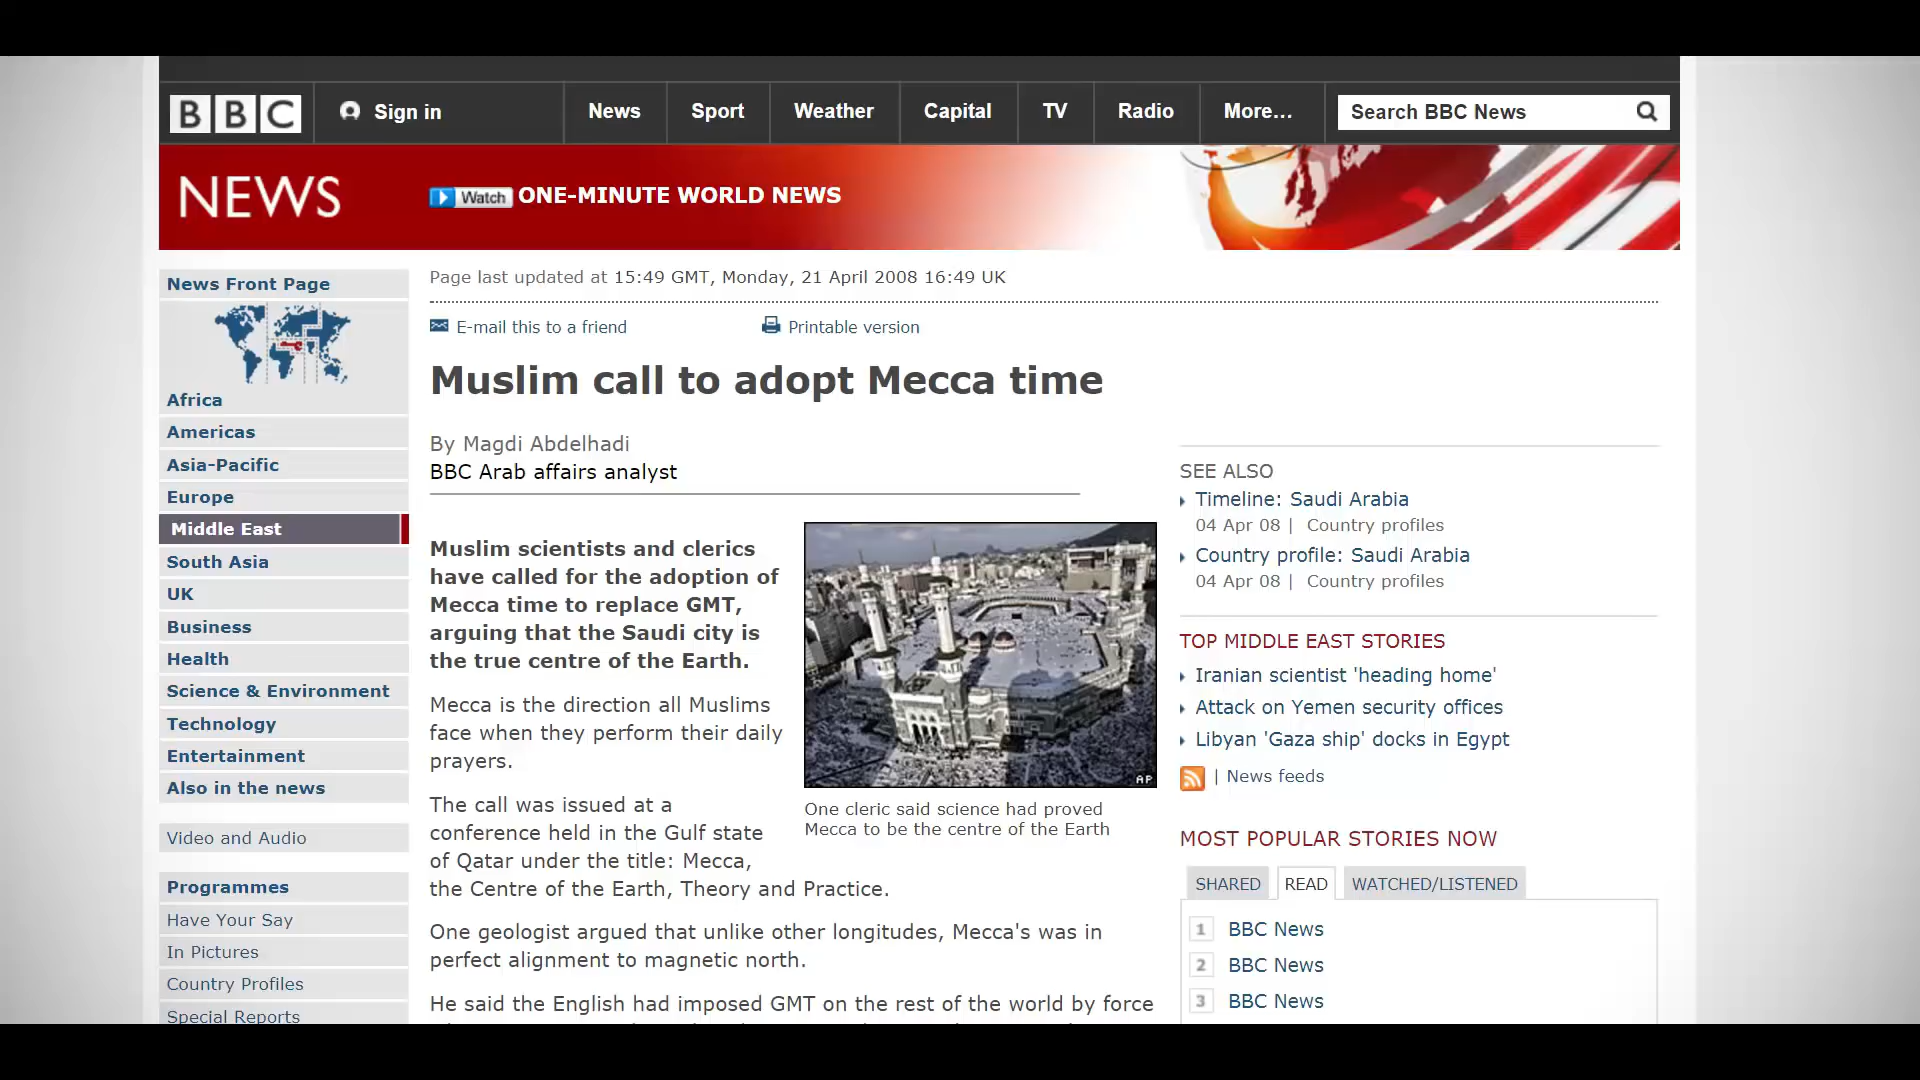 BBC
Sign in
News
Sport
Weather
Capital
TV
Radio
More...
Search BBC News
NEWS
Watch ONE-MINUTE WORLD NEWS
News Front Page
Africa
Americas
Asia-Pacific
Europe
Middle East
South Asia
UK
Business
Health
Science & Environment
Technology
Entertainment
Also in the news
Video and Audio
Programmes
Have Your Say
In Pictures
Country Profiles
Special Reports
Page last updated at 15:49 GMT, Monday, 21 April 2008 16:49 UK
E-mail this to a friend
Printable version
Muslim call to adopt Mecca time
By Magdi Abdelhadi
BBC Arab affairs analyst
Muslim scientists and clerics
have called for the adoption of
Mecca time to replace GMT,
arguing that the Saudi city is
the true centre of the Earth.
Mecca is the direction all Muslims
face when they perform their daily
prayers.
The call was issued at a
conference held in the Gulf state
of Qatar under the title: Mecca,
the Centre of the Earth, Theory and Practice.
One geologist argued that unlike other longitudes, Mecca's was in
perfect alignment to magnetic north.
He said the English had imposed GMT on the rest of the world by force
AP
One cleric said science had proved
Mecca to be the centre of the Earth
SEE ALSO
Timeline: Saudi Arabia
04 Apr 08 | Country profiles
Country profile: Saudi Arabia
04 Apr 08 | Country profiles
TOP MIDDLE EAST STORIES
Iranian scientist 'heading home'
Attack on Yemen security offices
Libyan 'Gaza ship' docks in Egypt
| News feeds
MOST POPULAR STORIES NOW
SHARED
READ
WATCHED/LISTENED
1 BBC News
2 BBC News
3 BBC News